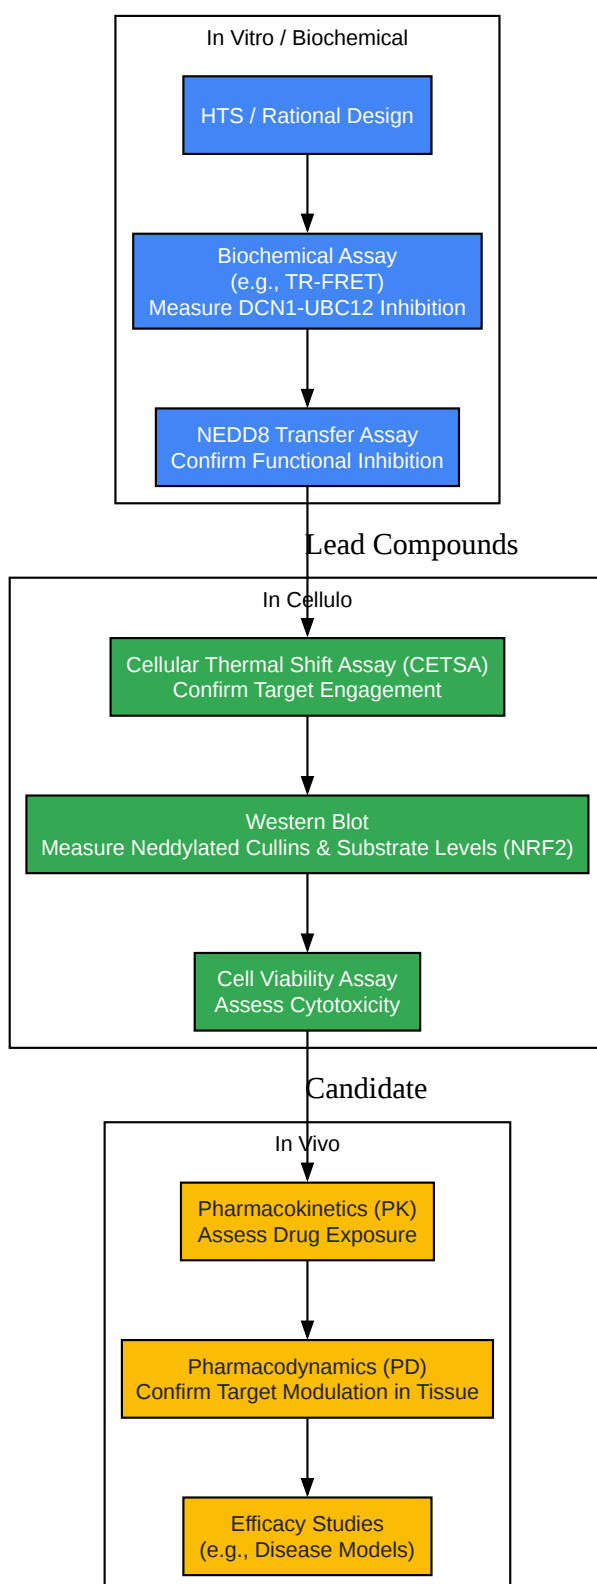 In Vitro / Biochemical
HTS / Rational Design
Biochemical Assay
(e.g., TR-FRET)
Measure DCN1-UBC12 Inhibition
NEDD8 Transfer Assay
Confirm Functional Inhibition
Lead Compounds
In Cellulo
Cellular Thermal Shift Assay (CETSA)
Confirm Target Engagement
Western Blot
Measure Neddylated Cullins & Substrate Levels (NRF2)
Cell Viability Assay
Assess Cytotoxicity
Candidate
In Vivo
Pharmacokinetics (PK)
Assess Drug Exposure
Pharmacodynamics (PD)
Confirm Target Modulation in Tissue
Efficacy Studies
(e.g., Disease Models)